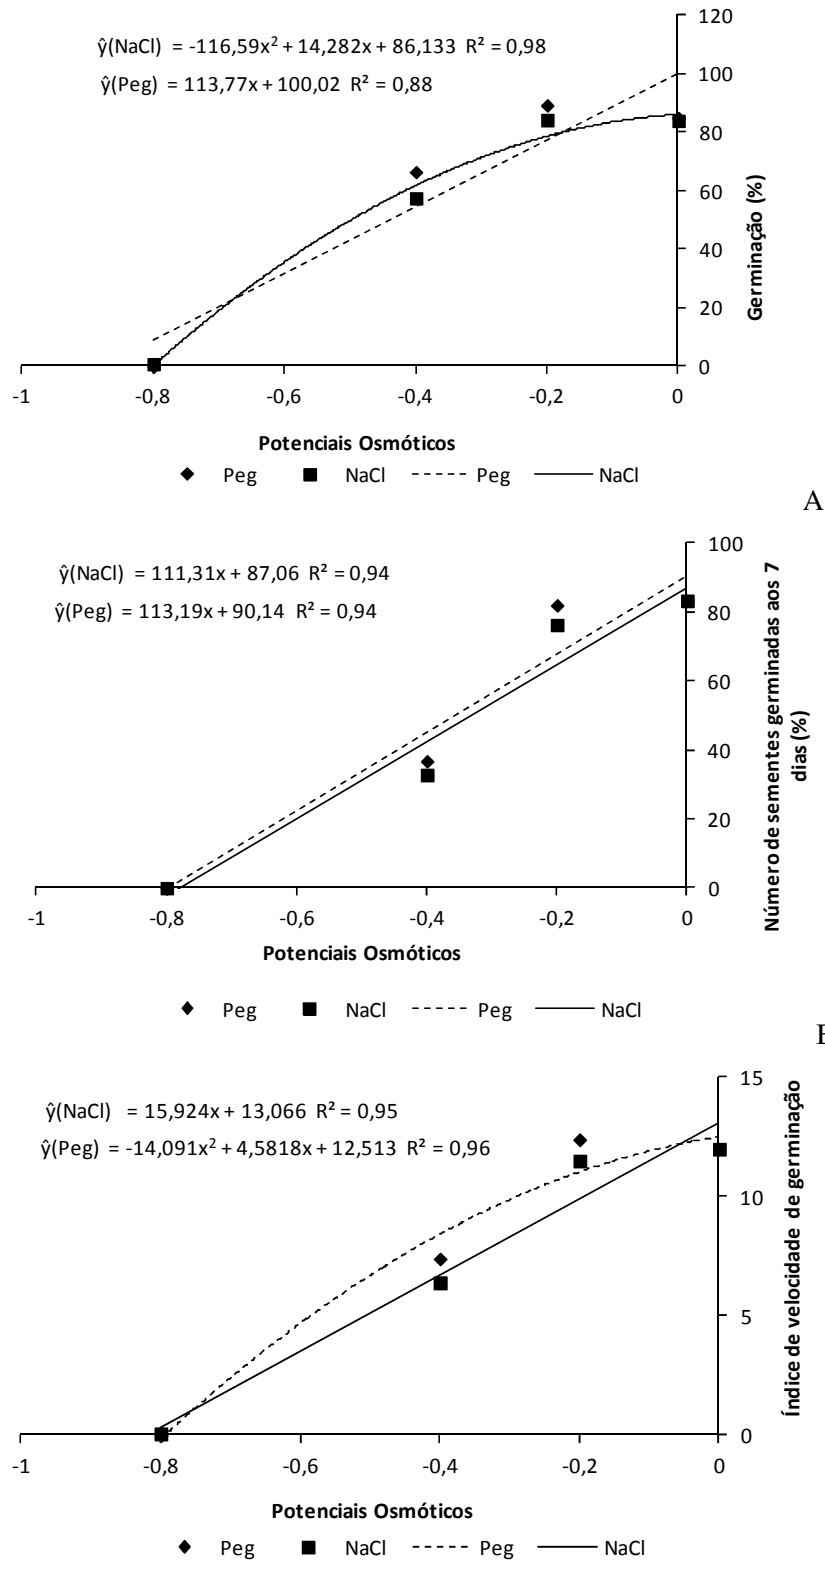 ŷ(NaCl) = -116,59x² + 14,282x + 86,133 R² = 0,98
ŷ(Peg) = 113,77x + 100,02 R² = 0,88
120
100
80
60
40
20
0
Germinação (%)
-1 -0,8 -0,6 -0,4 -0,2 0
Potenciais Osmóticos
Peg NaCl Peg NaCl
A
ŷ(NaCl) = 111,31x + 87,06 R² = 0,94
ŷ(Peg) = 113,19x + 90,14 R² = 0,94
100
80
60
40
20
0
Número de sementes germinadas aos 7
dias (%)
-1 -0,8 -0,6 -0,4 -0,2 0
Potenciais Osmóticos
Peg NaCl Peg NaCl
ŷ(NaCl) = 15,924x + 13,066 R² = 0,95
ŷ(Peg) = -14,091x² + 4,5818x + 12,513 R² = 0,96
15
10
5
0
Índice de velocidade de germinação
-1 -0,8 -0,6 -0,4 -0,2 0
Potenciais Osmóticos
Peg NaCl Peg NaCl